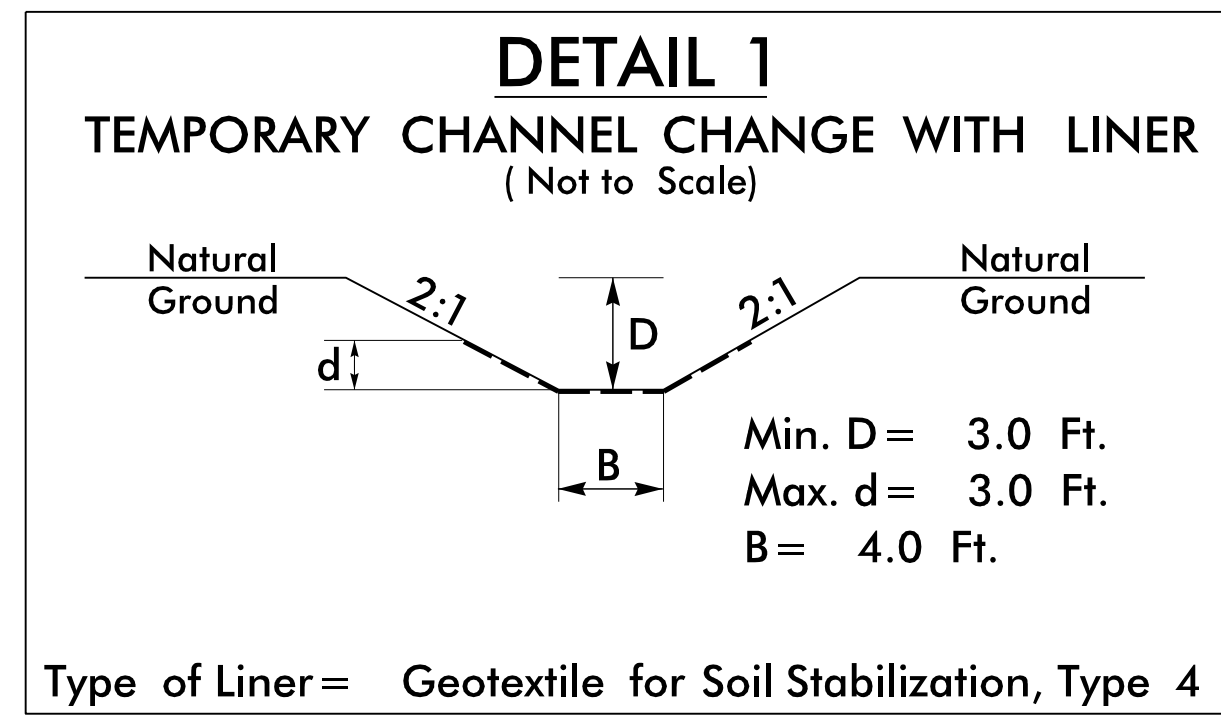 DETAIL 1
TEMPORARY CHANNEL CHANGE WITH LINER
( Not to Scale)
Natural
Ground
2:1
D
2:1
Natural
Ground
d
B
Min. D = 3.0 Ft.
Max. d = 3.0 Ft.
B = 4.0 Ft.
Type of Liner = Geotextile for Soil Stabilization, Type 4